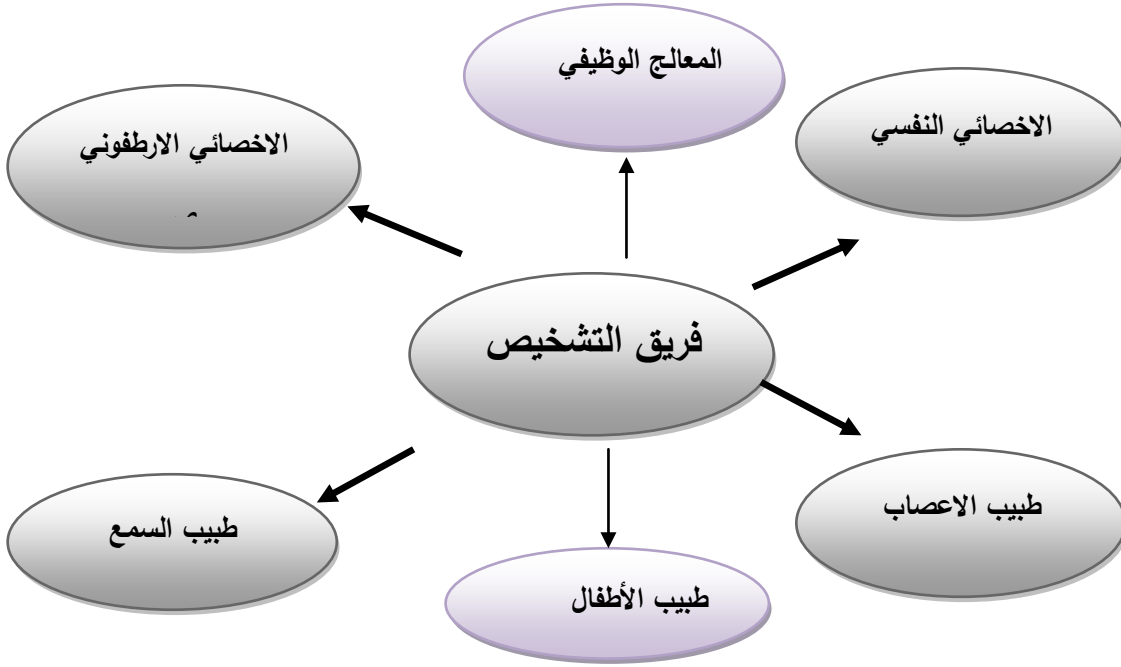 المعالج الوظيفي
الاخصائي النفسي
الاخصائي الارطفوني
فريق التشخيص
طبيب الاعصاب
طبيب السمع
طبيب الأطفال